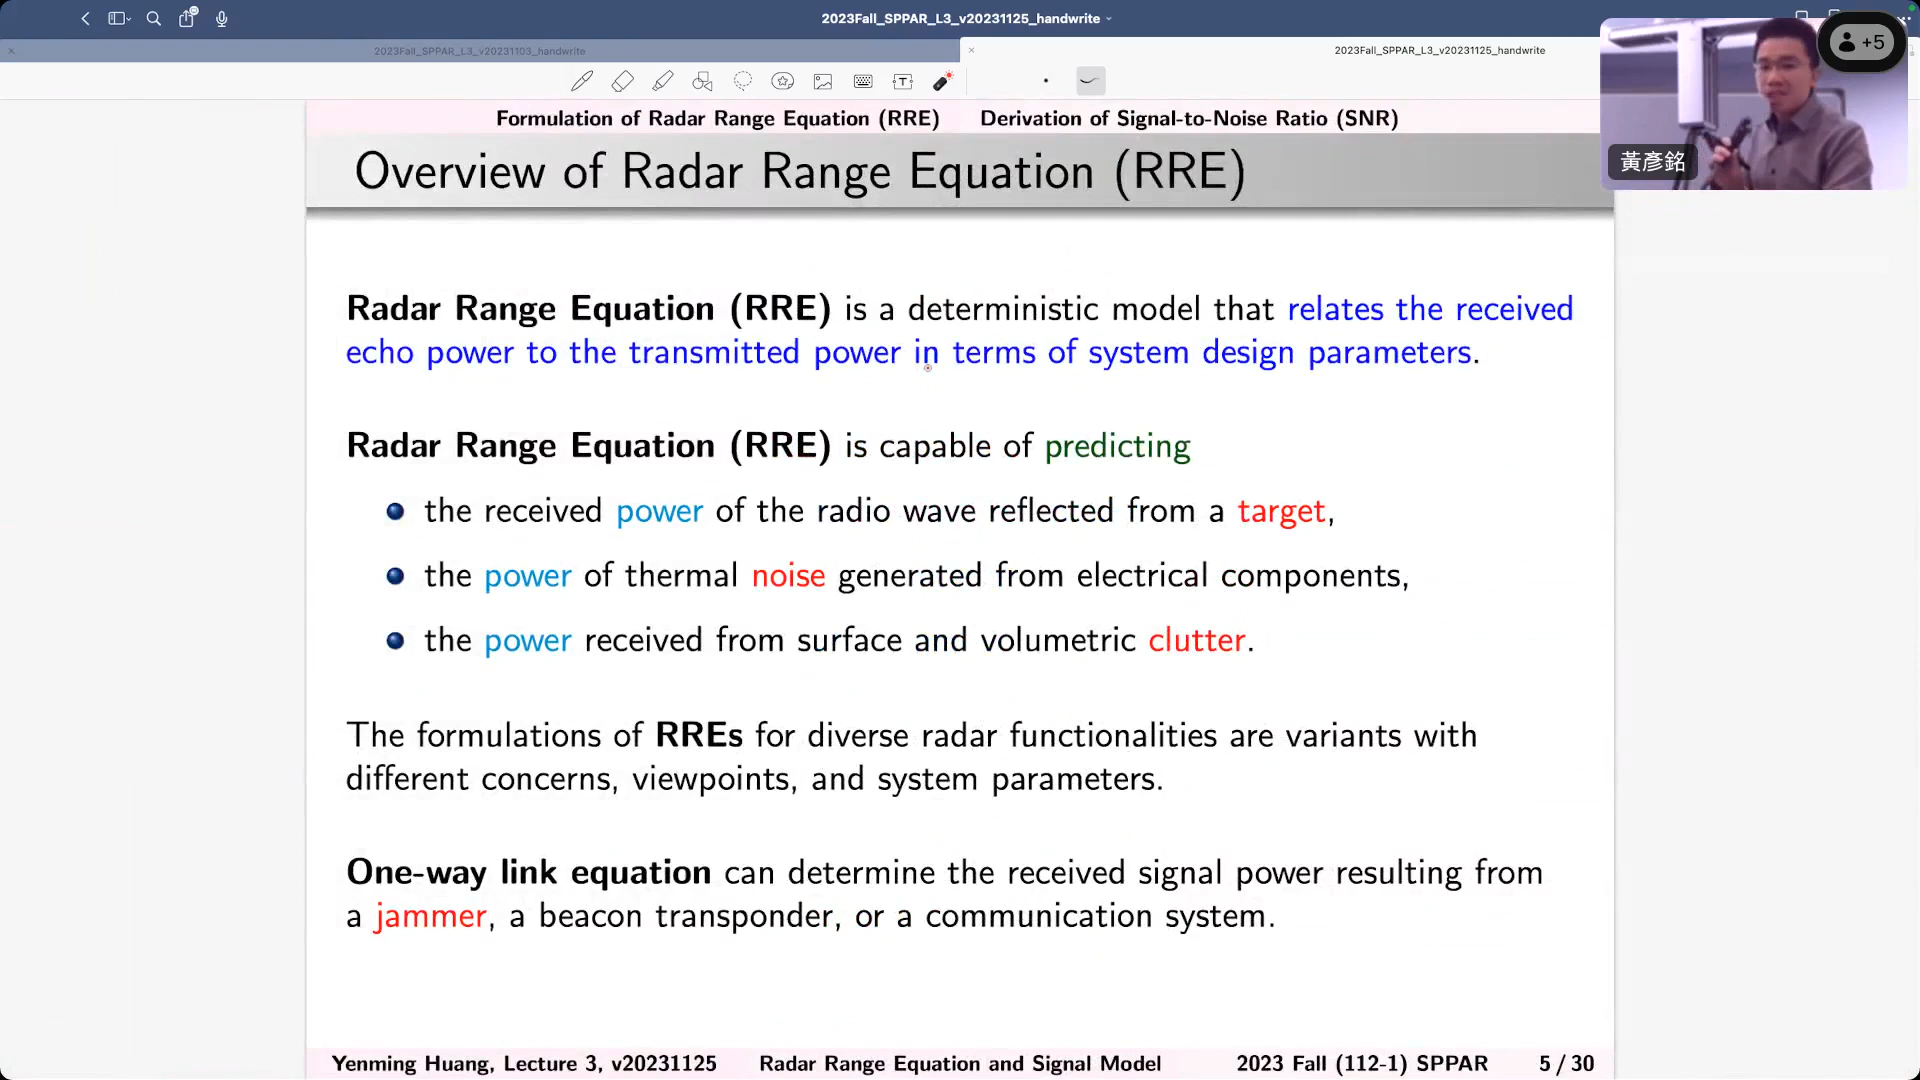 2023Fall_SPPAR_L3_v20231125_handwrite
2023Fall_SPPAR_L3_v20231103_handwrite
2023Fall_SPPAR_L3_v20231125_handwrite
+5
黃彥銘
Formulation of Radar Range Equation (RRE) Derivation of Signal-to-Noise Ratio (SNR)
Overview of Radar Range Equation (RRE)
Radar Range Equation (RRE) is a deterministic model that relates the received
echo power to the transmitted power in terms of system design parameters.
Radar Range Equation (RRE) is capable of predicting
the received power of the radio wave reflected from a target,
the power of thermal noise generated from electrical components,
the power received from surface and volumetric clutter.
The formulations of RREs for diverse radar functionalities are variants with
different concerns, viewpoints, and system parameters.
One-way link equation can determine the received signal power resulting from
a jammer, a beacon transponder, or a communication system.
Yenming Huang, Lecture 3, v20231125 Radar Range Equation and Signal Model 2023 Fall (112-1) SPPAR 5 / 30